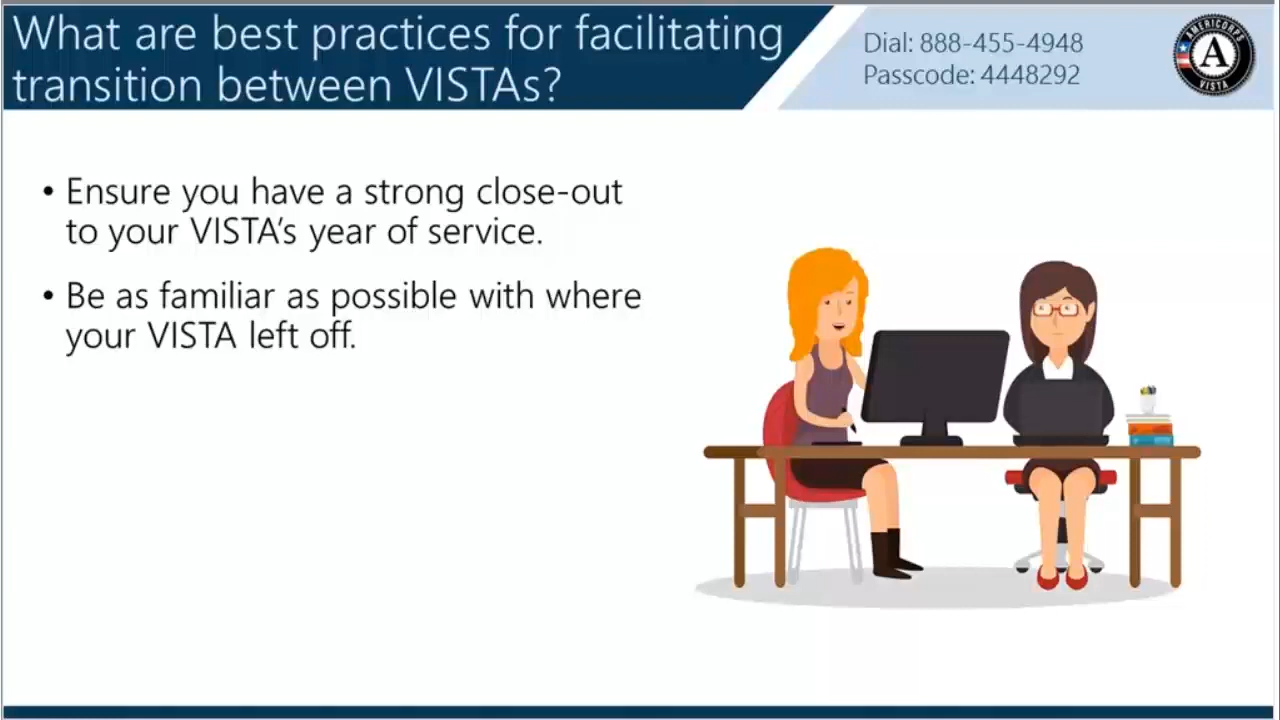 What are best practices for facilitating
transition between VISTAs?
Dial: 888-455-4948
Passcode: 4448292
AMERICORPS
A
VISTA
• Ensure you have a strong close-out
to your VISTA’s year of service.
• Be as familiar as possible with where
your VISTA left off.